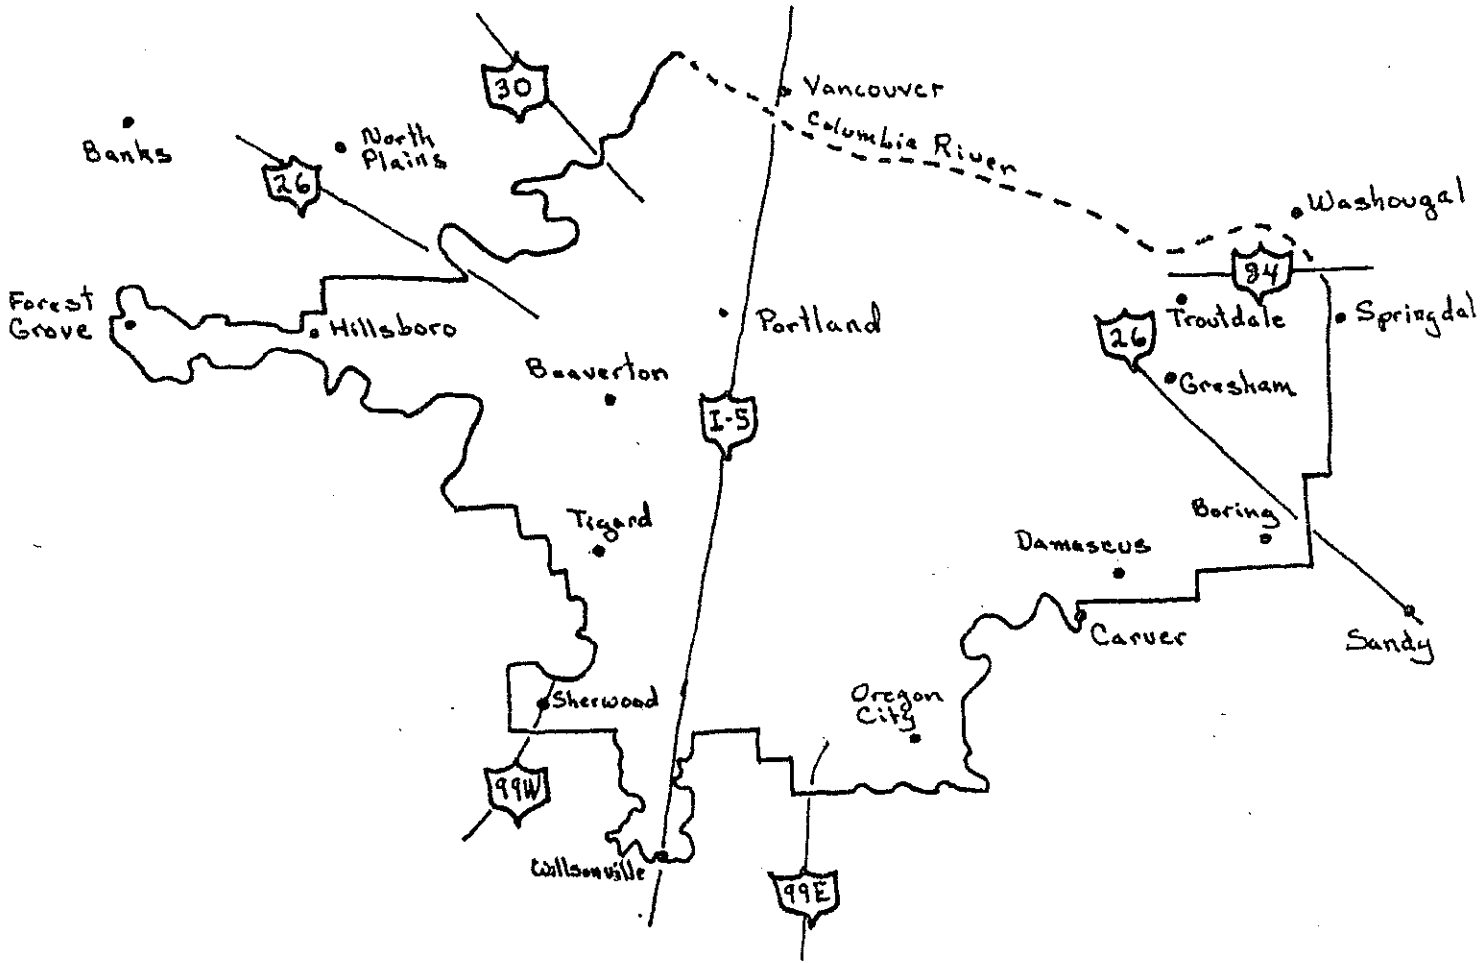 30
Vancouver
Columbia River
Banks
North
Plains
26
Washougal
84
Forest
Grove
Hillsboro
Portland
Troutdale
Springdal
26
Beaverton
Gresham
I-5
Tigard
Boring
Damascus
Carver
Sandy
Sherwood
Oregon
City
99W
Willsonville
99E